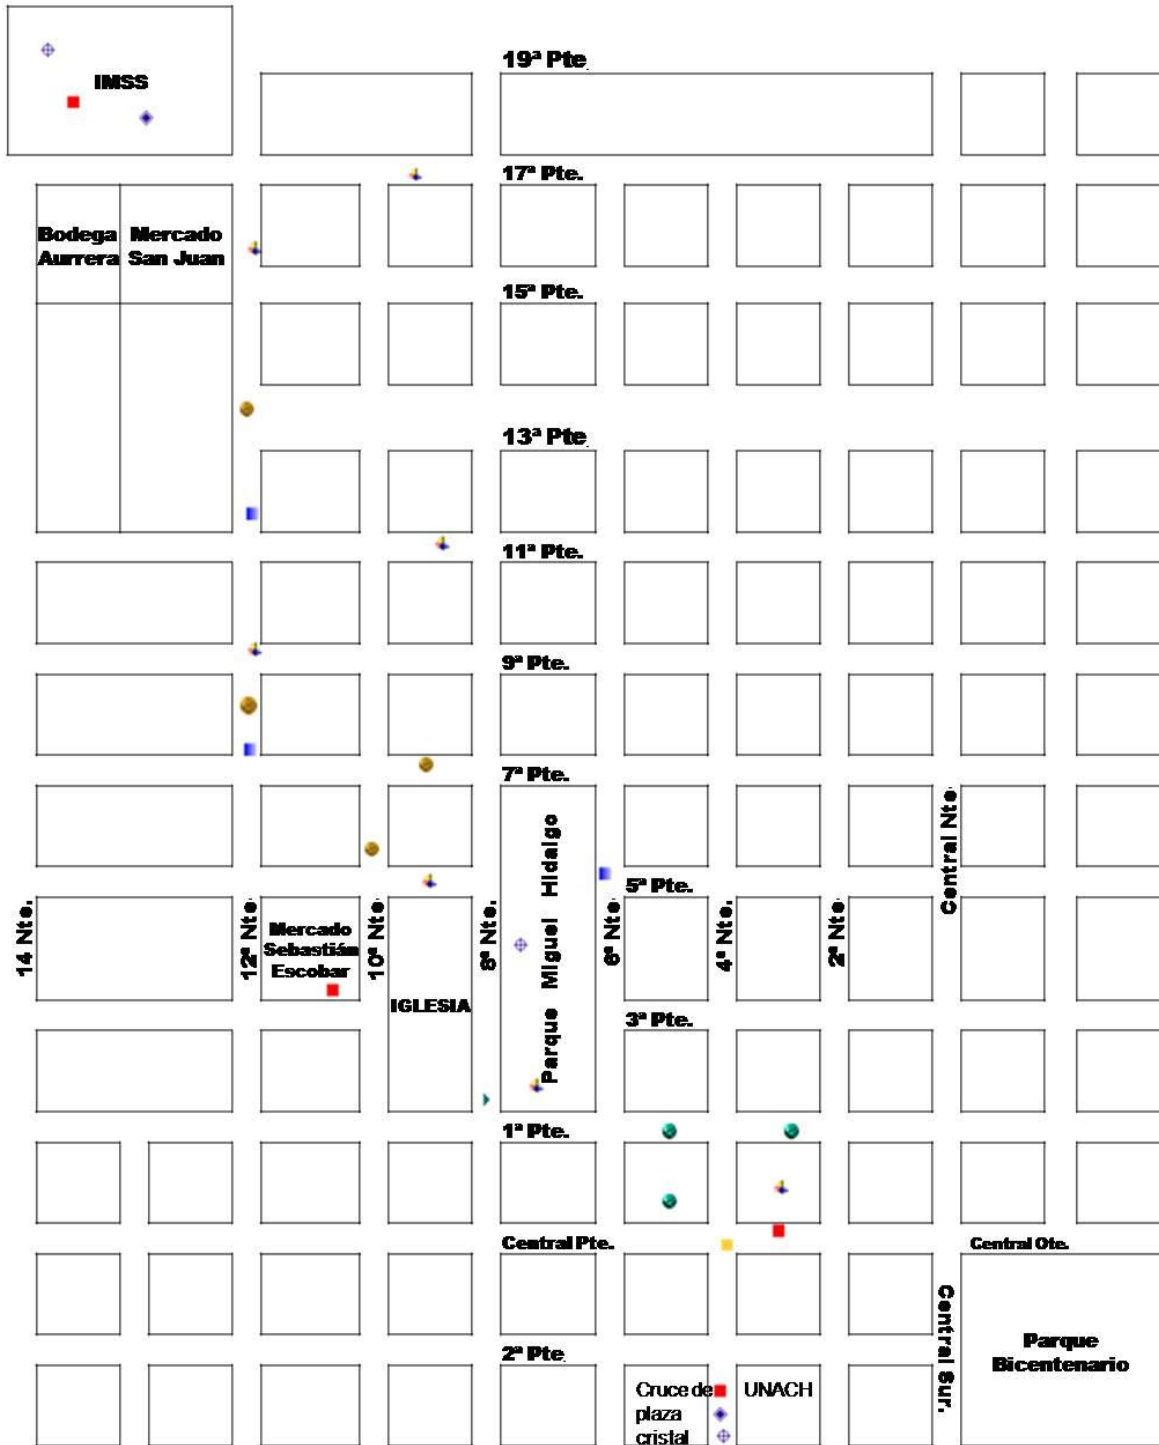 19ª Pte
IMSS
17ª Pte.
Bodega
Aurrera
Mercado
San Juan
15ª Pte.
13ª Pte
11ª Pte.
9ª Pte.
7ª Pte.
Parque Miguel Hidalgo
Central Nte
5ª Pte.
14 Nte.
12ª Nte
Mercado
Sebastián
Escobar
10ª Nte
8ª Nte.
6ª Nte
4ª Nte.
2ª Nte
IGLESIA
3ª Pte.
1ª Pte.
Central Pte.
Central Ote.
Central Sur.
Parque
Bicentenario
2ª Pte
Cruce de
plaza
cristal
UNACH